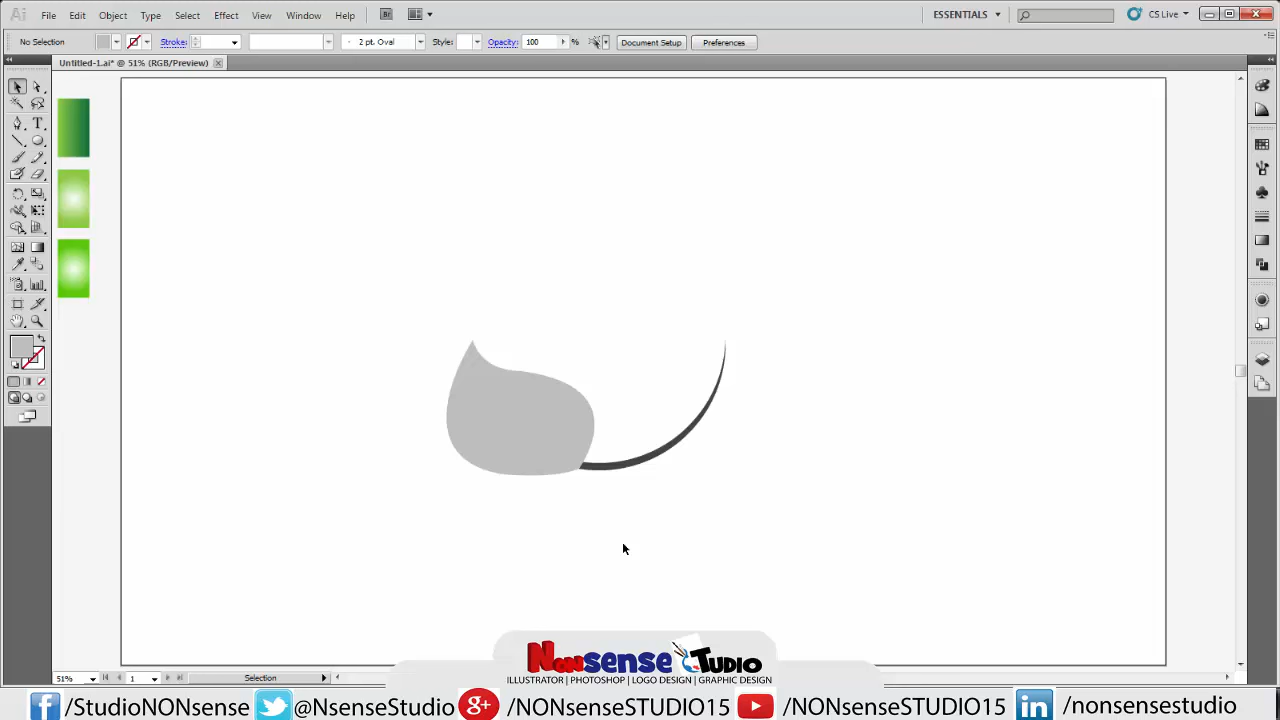 Ai File Edit Object Type Select Effect View Window Help Br ESSENTIALS CS Live
No Selection Stroke: 2 pt. Oval Style: Opacity: 100 % Document Setup Preferences
Untitled-1.ai* @ 51% (RGB/Preview)
51% 1 Selection
NONsense STUDIO
ILLUSTRATOR | PHOTOSHOP | LOGO DESIGN | GRAPHIC DESIGN
/StudioNONsense @NsenseStudio /NONsenseSTUDIO15 /NONsenseSTUDIO15 /nonsensestudio